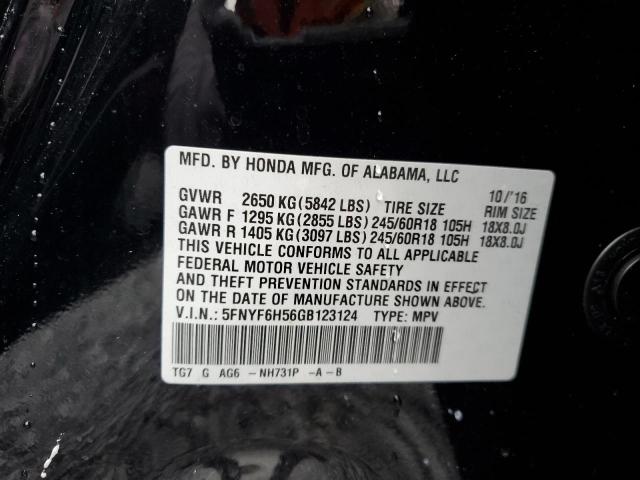 MFD. BY HONDA MFG. OF ALABAMA, LLC 10/'16
GVWR 2650 KG (5842 LBS) TIRE SIZE RIM SIZE
GAWR F 1295 KG (2855 LBS) 245/60R18 105H 18X8.0J
GAWR R 1405 KG (3097 LBS) 245/60R18 105H 18X8.0J
THIS VEHICLE CONFORMS TO ALL APPLICABLE
FEDERAL MOTOR VEHICLE SAFETY
AND THEFT PREVENTION STANDARDS IN EFFECT
ON THE DATE OF MANUFACTURE SHOWN ABOVE.
V.I.N.: 5FNYF6H56GB123124 TYPE: MPV
TG7 G AG6 -NH731P -A-B